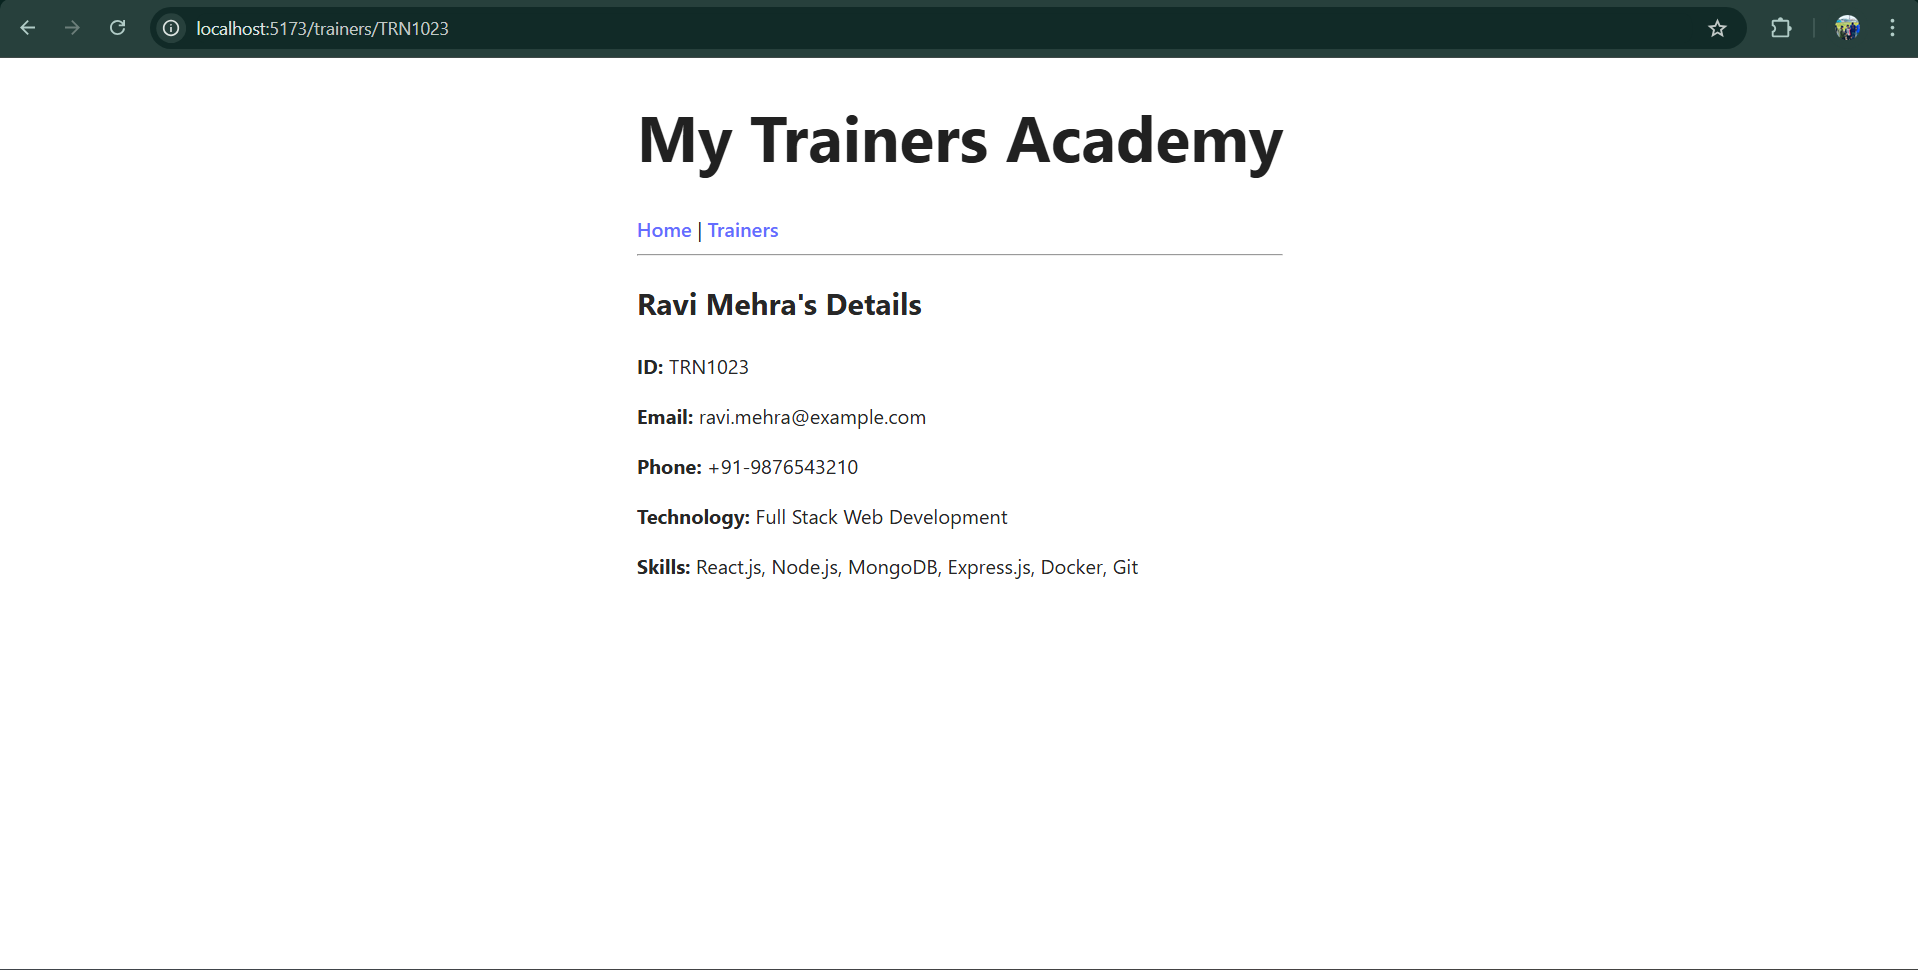 localhost:5173/trainers/TRN1023
My Trainers Academy
Home | Trainers
Ravi Mehra's Details
ID: TRN1023
Email: ravi.mehra@example.com
Phone: +91-9876543210
Technology: Full Stack Web Development
Skills: React.js, Node.js, MongoDB, Express.js, Docker, Git